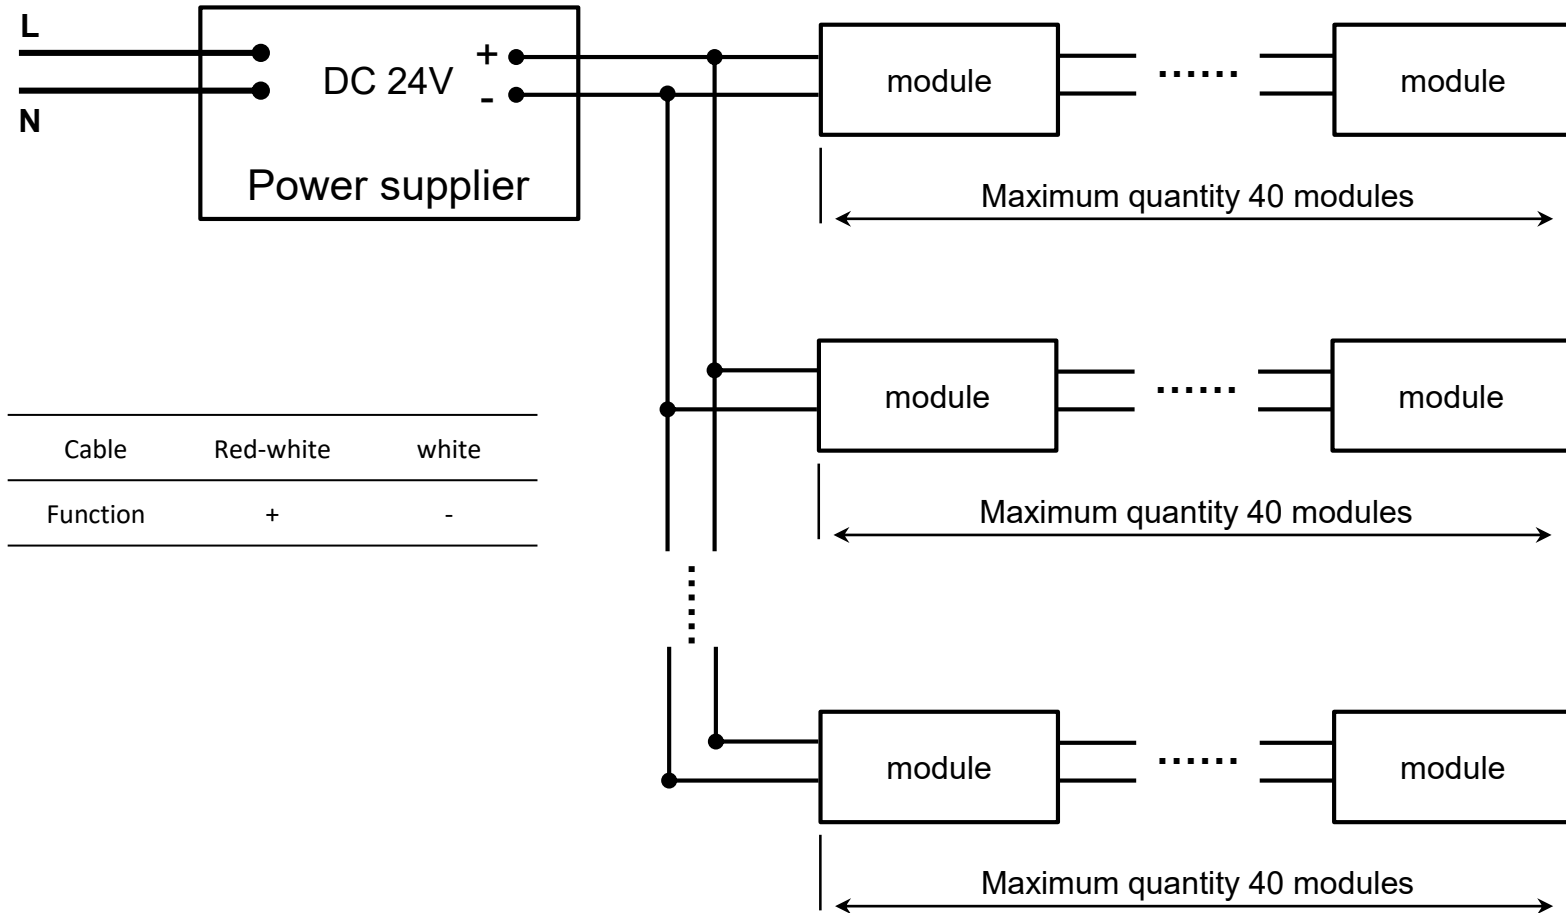 L
N
DC 24V
+
-
Power supplier
module
······
module
Maximum quantity 40 modules
module
······
module
Maximum quantity 40 modules
Cable Red-white white
Function + -
module
······
module
Maximum quantity 40 modules